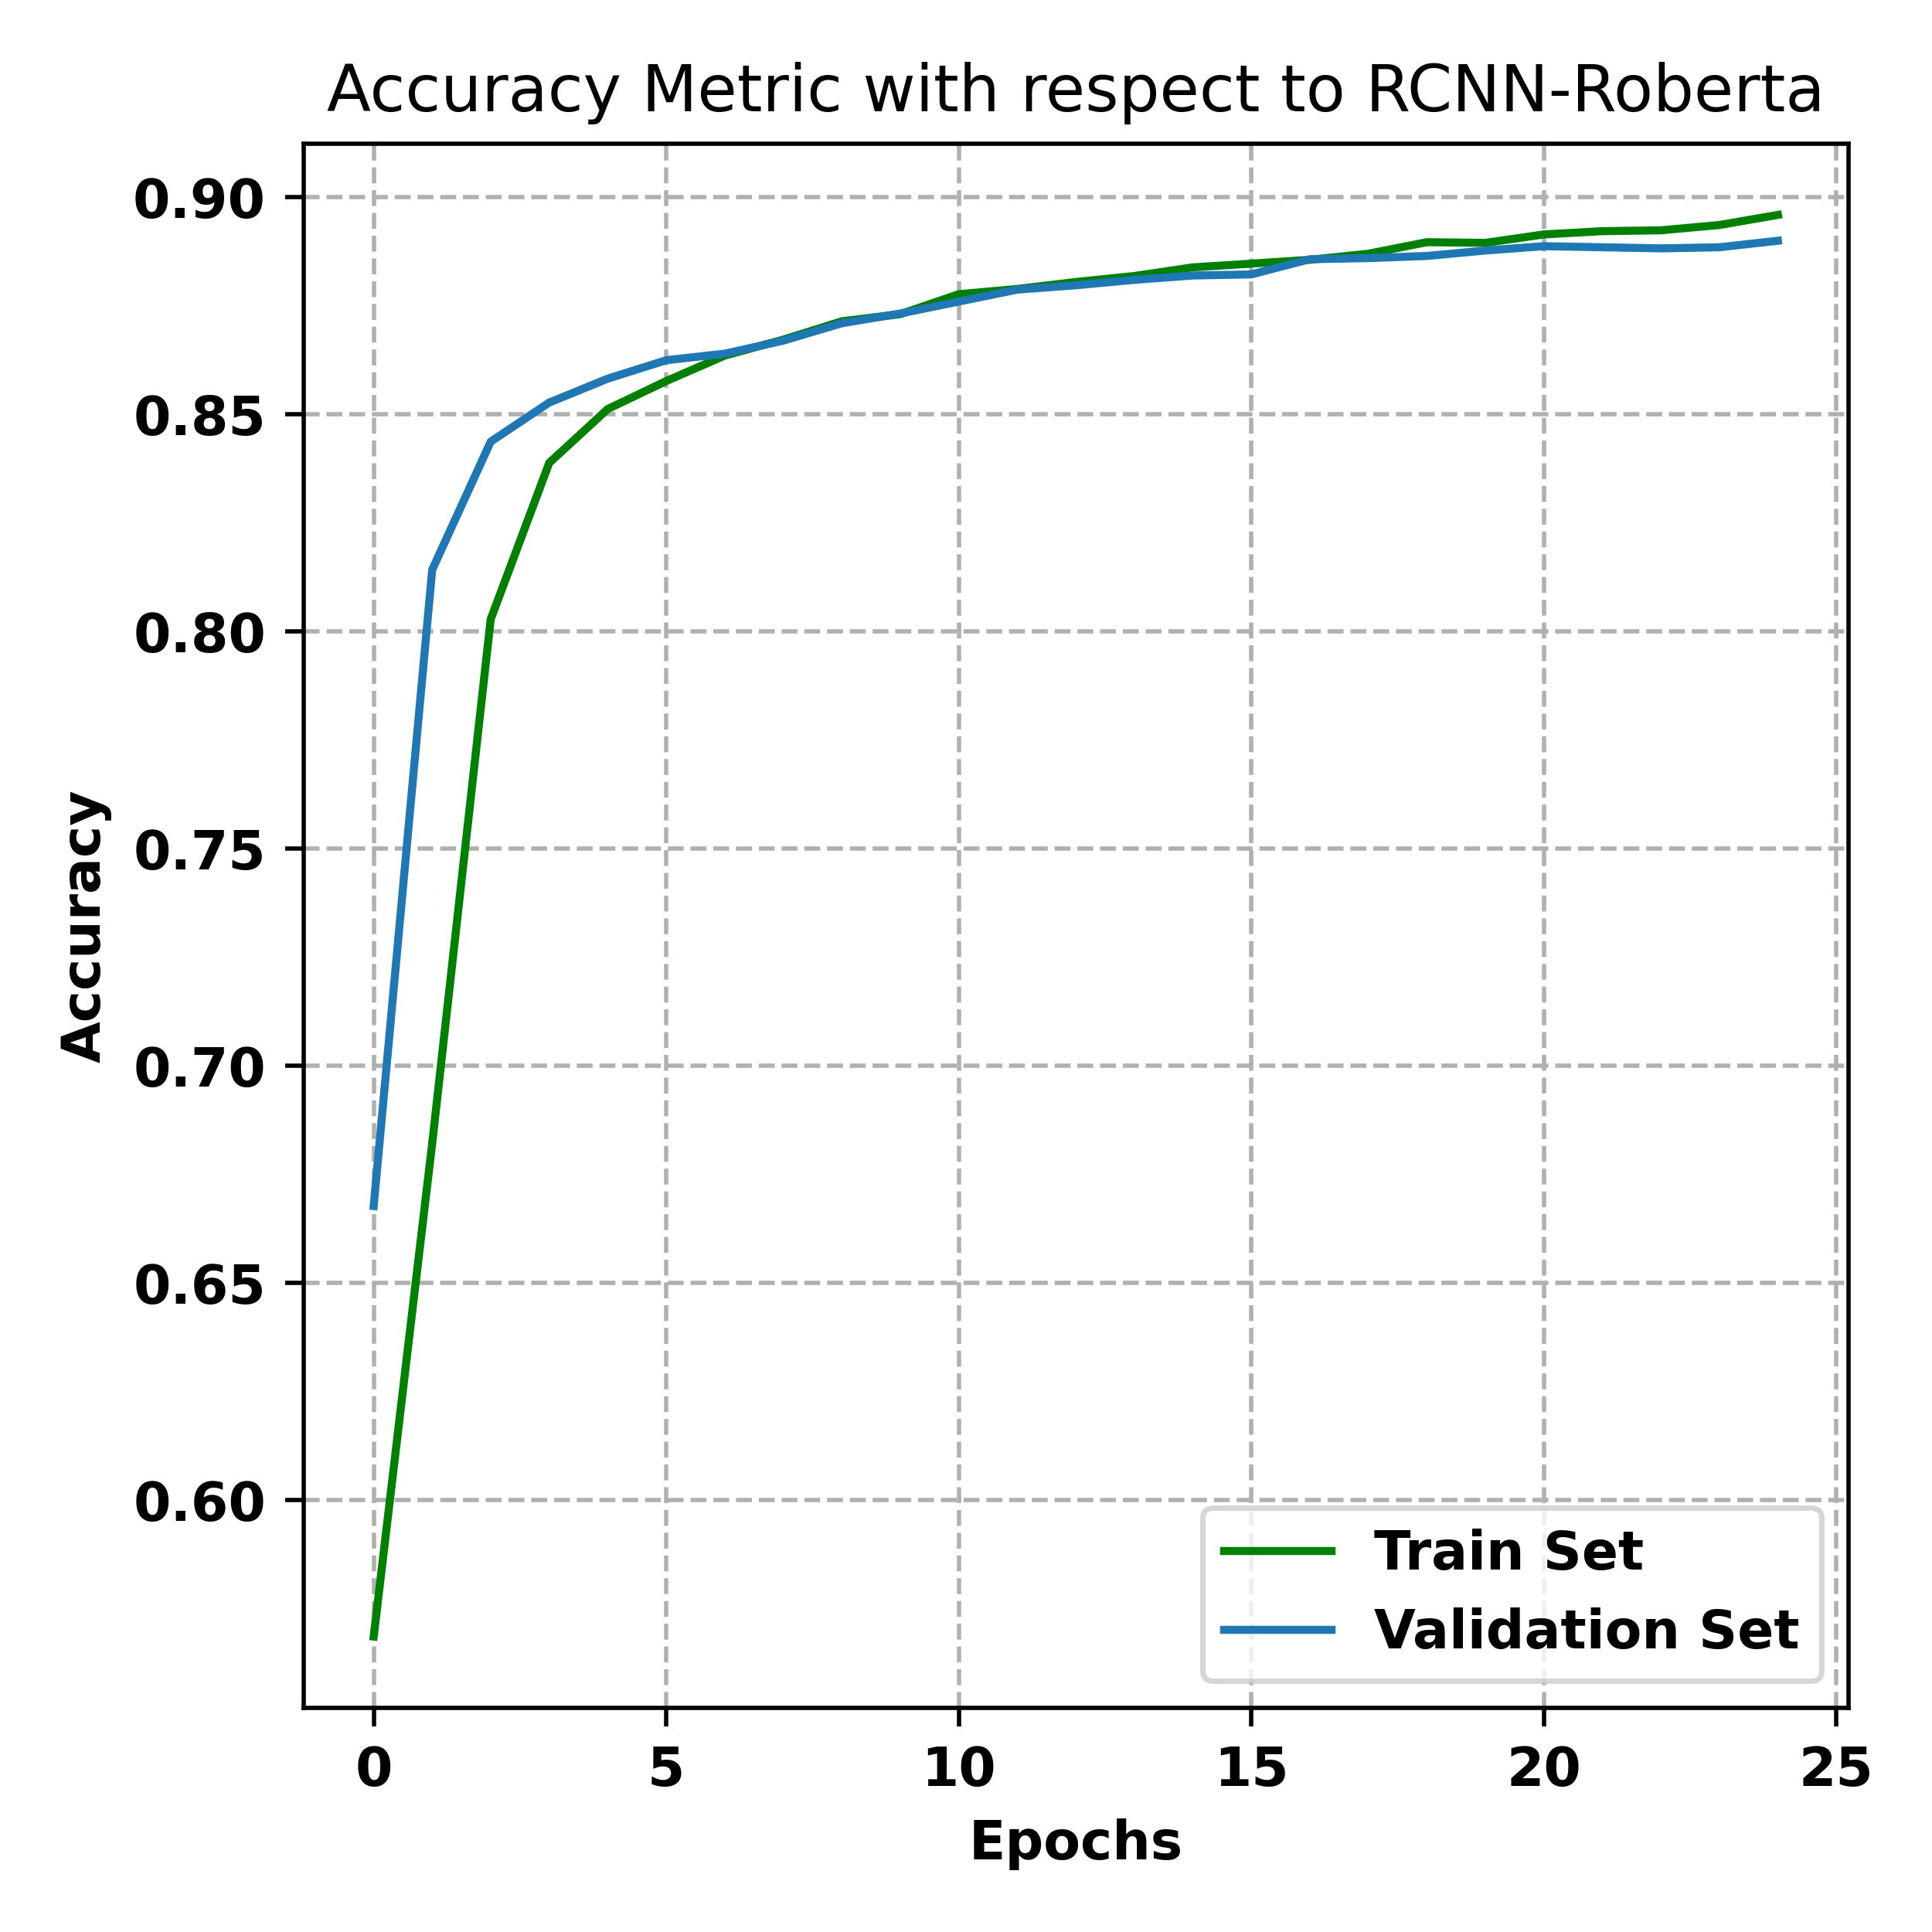 Accuracy Metric with respect to RCNN-Roberta
0.90
0.85
0.80
0.75
0.70
0.65
0.60
Accuracy
Train Set
Validation Set
0 5 10 15 20 25
Epochs